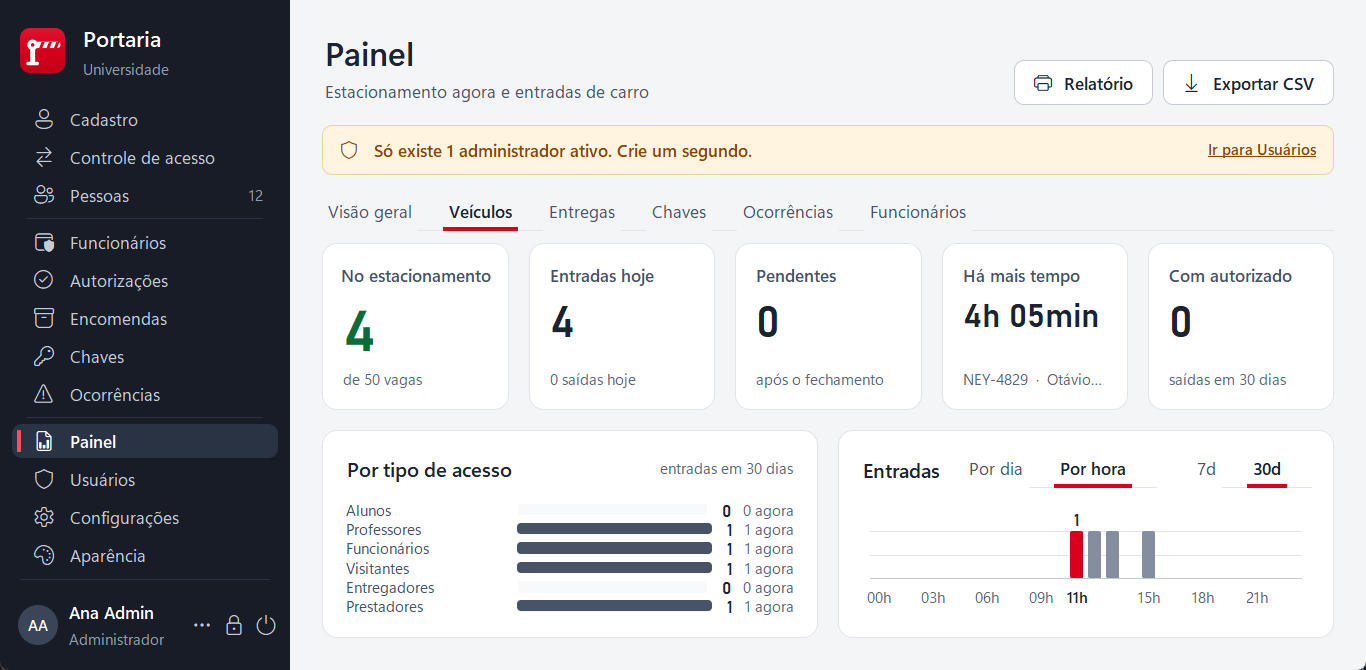 Portaria
Universidade
Cadastro
Controle de acesso
Pessoas 12
Funcionários
Autorizações
Encomendas
Chaves
Ocorrências
Painel
Usuários
Configurações
Aparência
AA
Ana Admin
Administrador
Painel
Estacionamento agora e entradas de carro
Relatório
Exportar CSV
Só existe 1 administrador ativo. Crie um segundo. Ir para Usuários
Visão geral Veículos Entregas Chaves Ocorrências Funcionários
No estacionamento
4
de 50 vagas
Entradas hoje
4
0 saídas hoje
Pendentes
0
após o fechamento
Há mais tempo
4h 05min
NEY-4829 · Otávio...
Com autorizado
0
saídas em 30 dias
Por tipo de acesso entradas em 30 dias
Alunos 0 0 agora
Professores 1 1 agora
Funcionários 1 1 agora
Visitantes 1 1 agora
Entregadores 0 0 agora
Prestadores 1 1 agora
Entradas Por dia Por hora 7d 30d
1
00h 03h 06h 09h 11h 15h 18h 21h